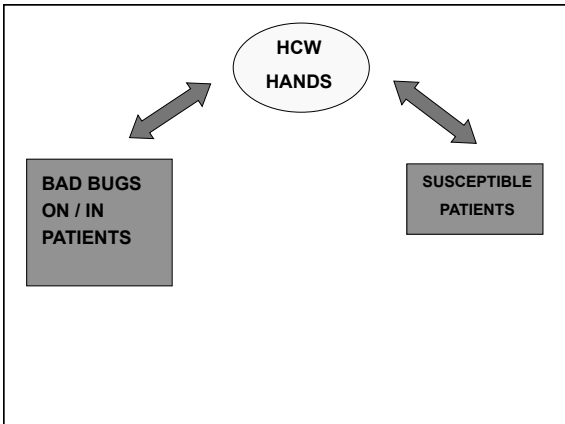 HCW
HANDS
BAD BUGS
ON / IN
PATIENTS
SUSCEPTIBLE
PATIENTS